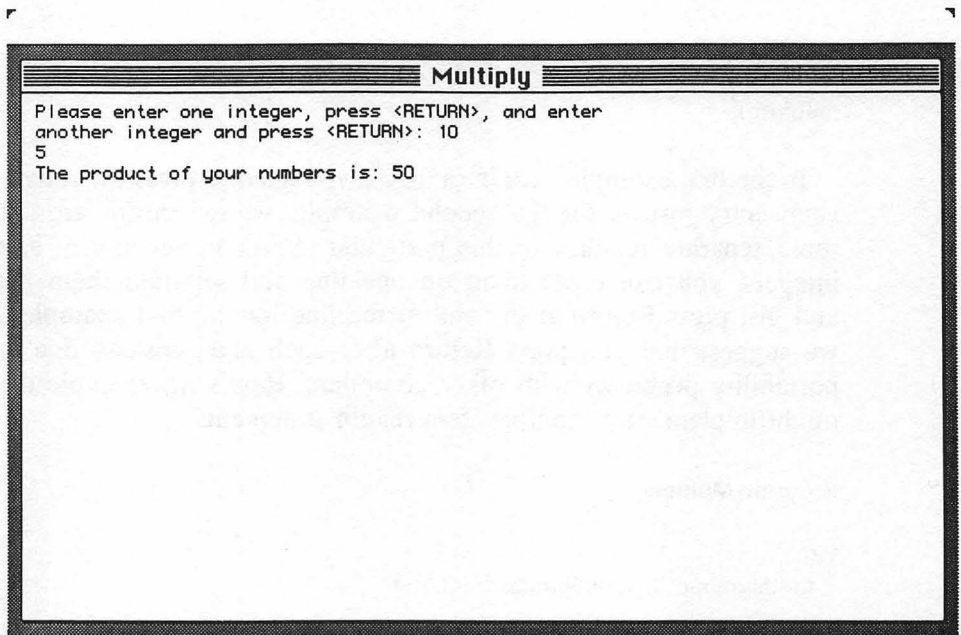 Multiply
Please enter one integer, press <RETURN>, and enter
another integer and press <RETURN>: 10
5
The product of your numbers is: 50